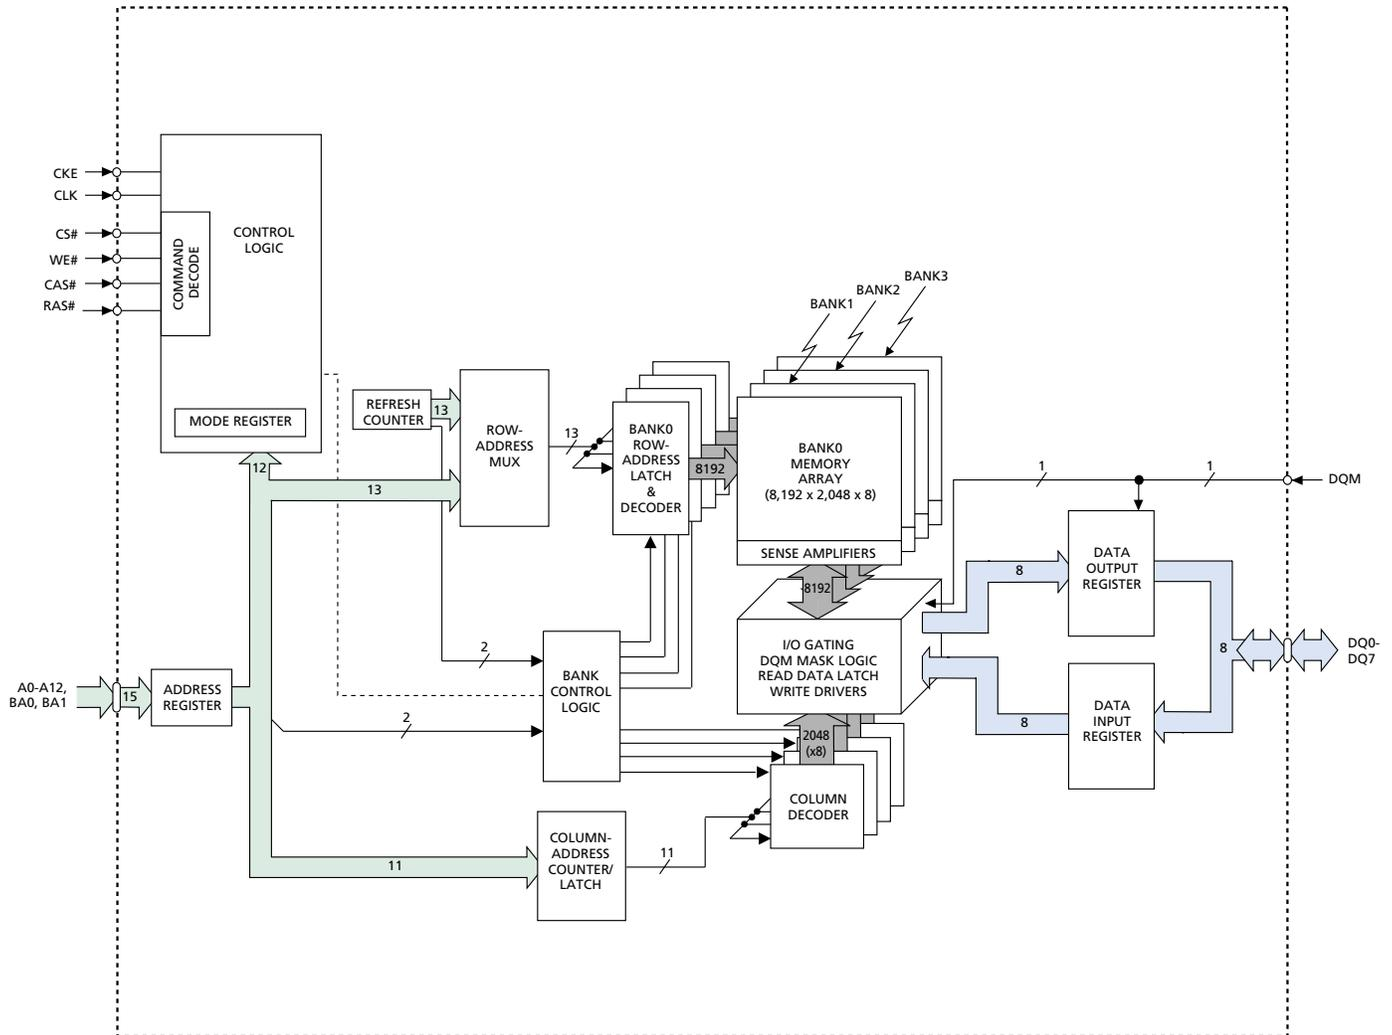 CKE
CLK
CS#
WE#
CAS#
RAS#
COMMAND
DECODE
CONTROL
LOGIC
MODE REGISTER
12
BANK1
BANK2
BANK3
REFRESH
COUNTER
13
13
ROW-
ADDRESS
MUX
13
BANK0
ROW-
ADDRESS
LATCH
&
DECODER
8192
BANK0
MEMORY
ARRAY
(8,192 x 2,048 x 8)
SENSE AMPLIFIERS
8192
I/O GATING
DQM MASK LOGIC
READ DATA LATCH
WRITE DRIVERS
1
1
DQM
DATA
OUTPUT
REGISTER
8
8
DQ0-
DQ7
DATA
INPUT
REGISTER
8
A0-A12,
BA0, BA1
15
ADDRESS
REGISTER
2
2
BANK
CONTROL
LOGIC
2048
(x8)
COLUMN
DECODER
11
COLUMN-
ADDRESS
COUNTER/
LATCH
11